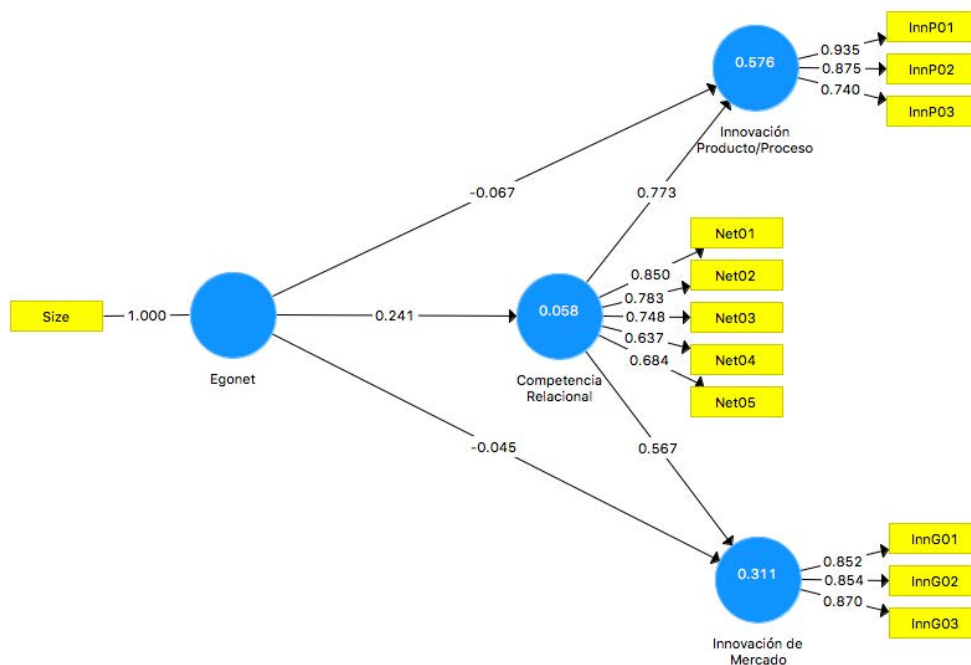 InnP01
0.935
0.576
0.875
InnP02
0.740
InnP03
Innovación
Producto/Proceso
-0.067
0.773
Net01
0.850
Net02
0.783
Size
1.000
0.241
0.058
0.748
Net03
0.637
0.684
Net04
Egonet
Competencia
Relacional
Net05
-0.045
0.567
InnG01
0.852
0.311
0.854
InnG02
0.870
InnG03
Innovación de
Mercado